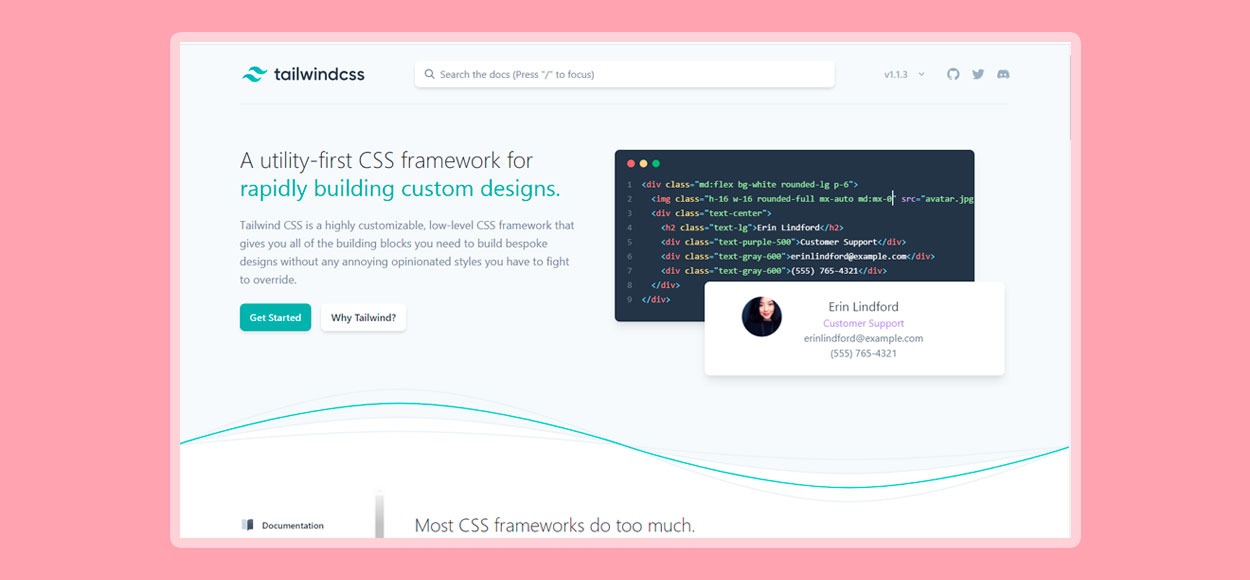 tailwindcss
Search the docs (Press "/" to focus)
v1.1.3
A utility-first CSS framework for
rapidly building custom designs.
Tailwind CSS is a highly customizable, low-level CSS framework that
gives you all of the building blocks you need to build bespoke
designs without any annoying opinionated styles you have to fight
to override.
Get Started
Why Tailwind?
1 <div class="md:flex bg-white rounded-lg p-6">
2 <img class="h-16 w-16 rounded-full mx-auto md:mx-0" src="avatar.jpg
3 <div class="text-center">
4 <h2 class="text-lg">Erin Lindford</h2>
5 <div class="text-purple-500">Customer Support</div>
6 <div class="text-gray-600">erinlindford@example.com</div>
7 <div class="text-gray-600">(555) 765-4321</div>
8 </div>
9 </div>
Erin Lindford
Customer Support
erinlindford@example.com
(555) 765-4321
Documentation
Most CSS frameworks do too much.